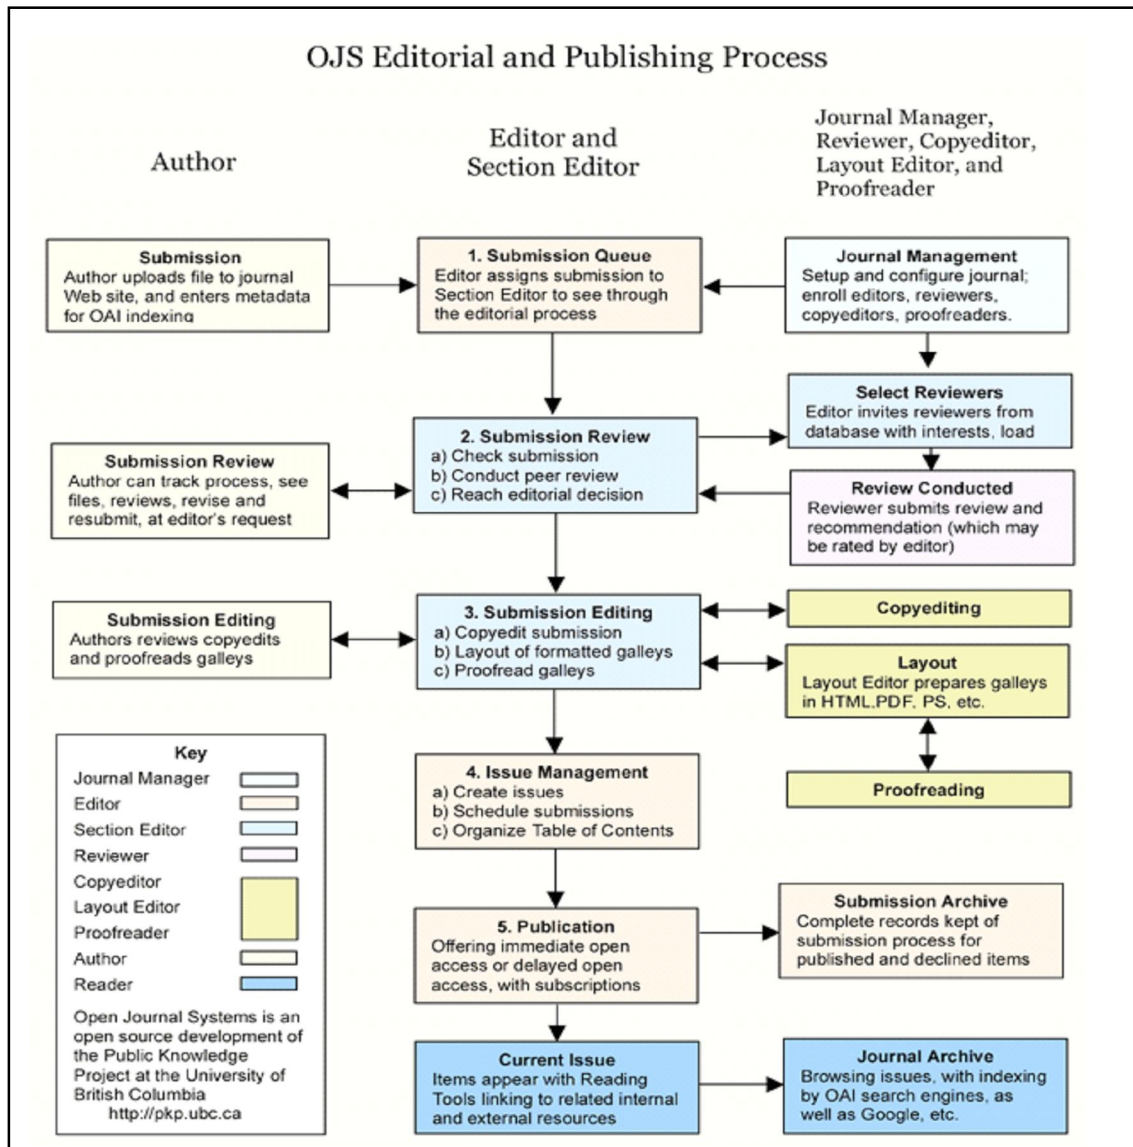 OJS Editorial and Publishing Process
Author
Editor and
Section Editor
Journal Manager,
Reviewer, Copyeditor,
Layout Editor, and
Proofreader
Submission
Author uploads file to journal
Web site, and enters metadata
for OAI indexing
1. Submission Queue
Editor assigns submission to
Section Editor to see through
the editorial process
Journal Management
Setup and configure journal;
enroll editors, reviewers,
copyeditors, proofreaders.
Select Reviewers
Editor invites reviewers from
database with interests, load
Submission Review
Author can track process, see
files, reviews, revise and
resubmit, at editor's request
2. Submission Review
a) Check submission
b) Conduct peer review
c) Reach editorial decision
Review Conducted
Reviewer submits review and
recommendation (which may
be rated by editor)
Submission Editing
Authors reviews copyedits
and proofreads galleys
3. Submission Editing
a) Copyedit submission
b) Layout of formatted galleys
c) Proofread galleys
Copyediting
Layout
Layout Editor prepares galleys
in HTML,PDF, PS, etc.
Proofreading
4. Issue Management
a) Create issues
b) Schedule submissions
c) Organize Table of Contents
5. Publication
Offering immediate open
access or delayed open
access, with subscriptions
Submission Archive
Complete records kept of
submission process for
published and declined items
Current Issue
Items appear with Reading
Tools linking to related internal
and external resources
Journal Archive
Browsing issues, with indexing
by OAI search engines, as
well as Google, etc.
Key
Journal Manager
Editor
Section Editor
Reviewer
Copyeditor
Layout Editor
Proofreader
Author
Reader
Open Journal Systems is an
open source development of
the Public Knowledge
Project at the University of
British Columbia
http://pkp.ubc.ca